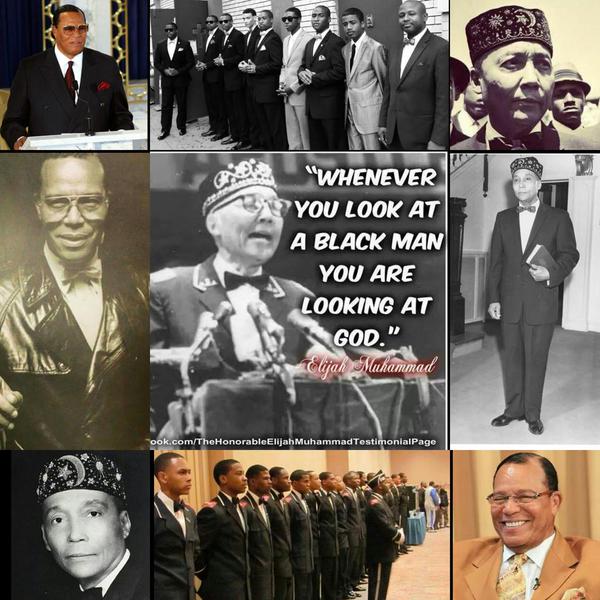 “WHENEVER
YOU LOOK AT
A BLACK MAN
YOU ARE
LOOKING AT
GOD.”
Elijah Muhammad
ook.com/TheHonorableElijahMuhammadTestimonialPage